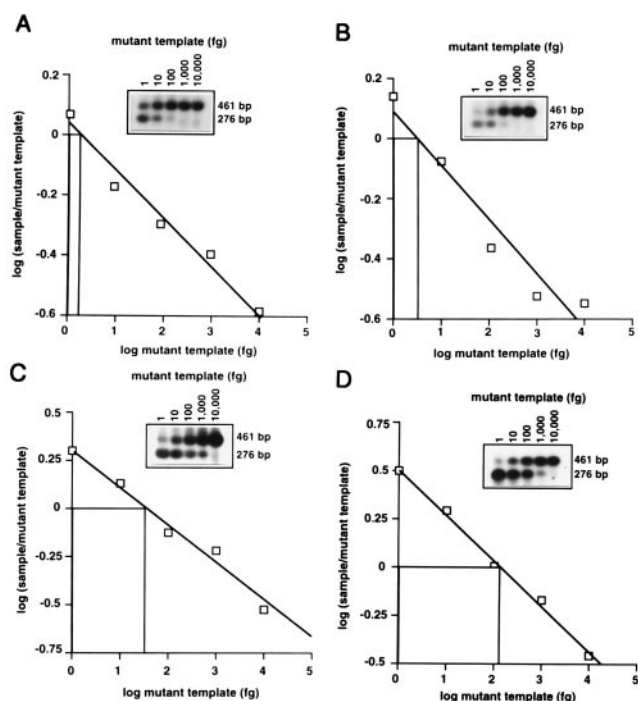 A
mutant template (fg)
1 10 100 1,000 10,000
461 bp
276 bp
log (sample/mutant template)
0.2
0
-0.2
-0.4
-0.6
0 1 2 3 4 5
log mutant template (fg)
B
mutant template (fg)
1 10 100 1,000 10,000
461 bp
276 bp
log (sample/mutant template)
0.2
0
-0.2
-0.4
-0.6
0 1 2 3 4 5
log mutant template (fg)
C
mutant template (fg)
1 10 100 1,000 10,000
461 bp
276 bp
log (sample/mutant template)
0.5
0.25
0
-0.25
-0.5
-0.75
0 1 2 3 4 5
log mutant template (fg)
D
mutant template (fg)
1 10 100 1,000 10,000
461 bp
276 bp
log (sample/mutant template)
0.75
0.5
0.25
0
-0.25
-0.5
0 1 2 3 4 5
log mutant template (fg)